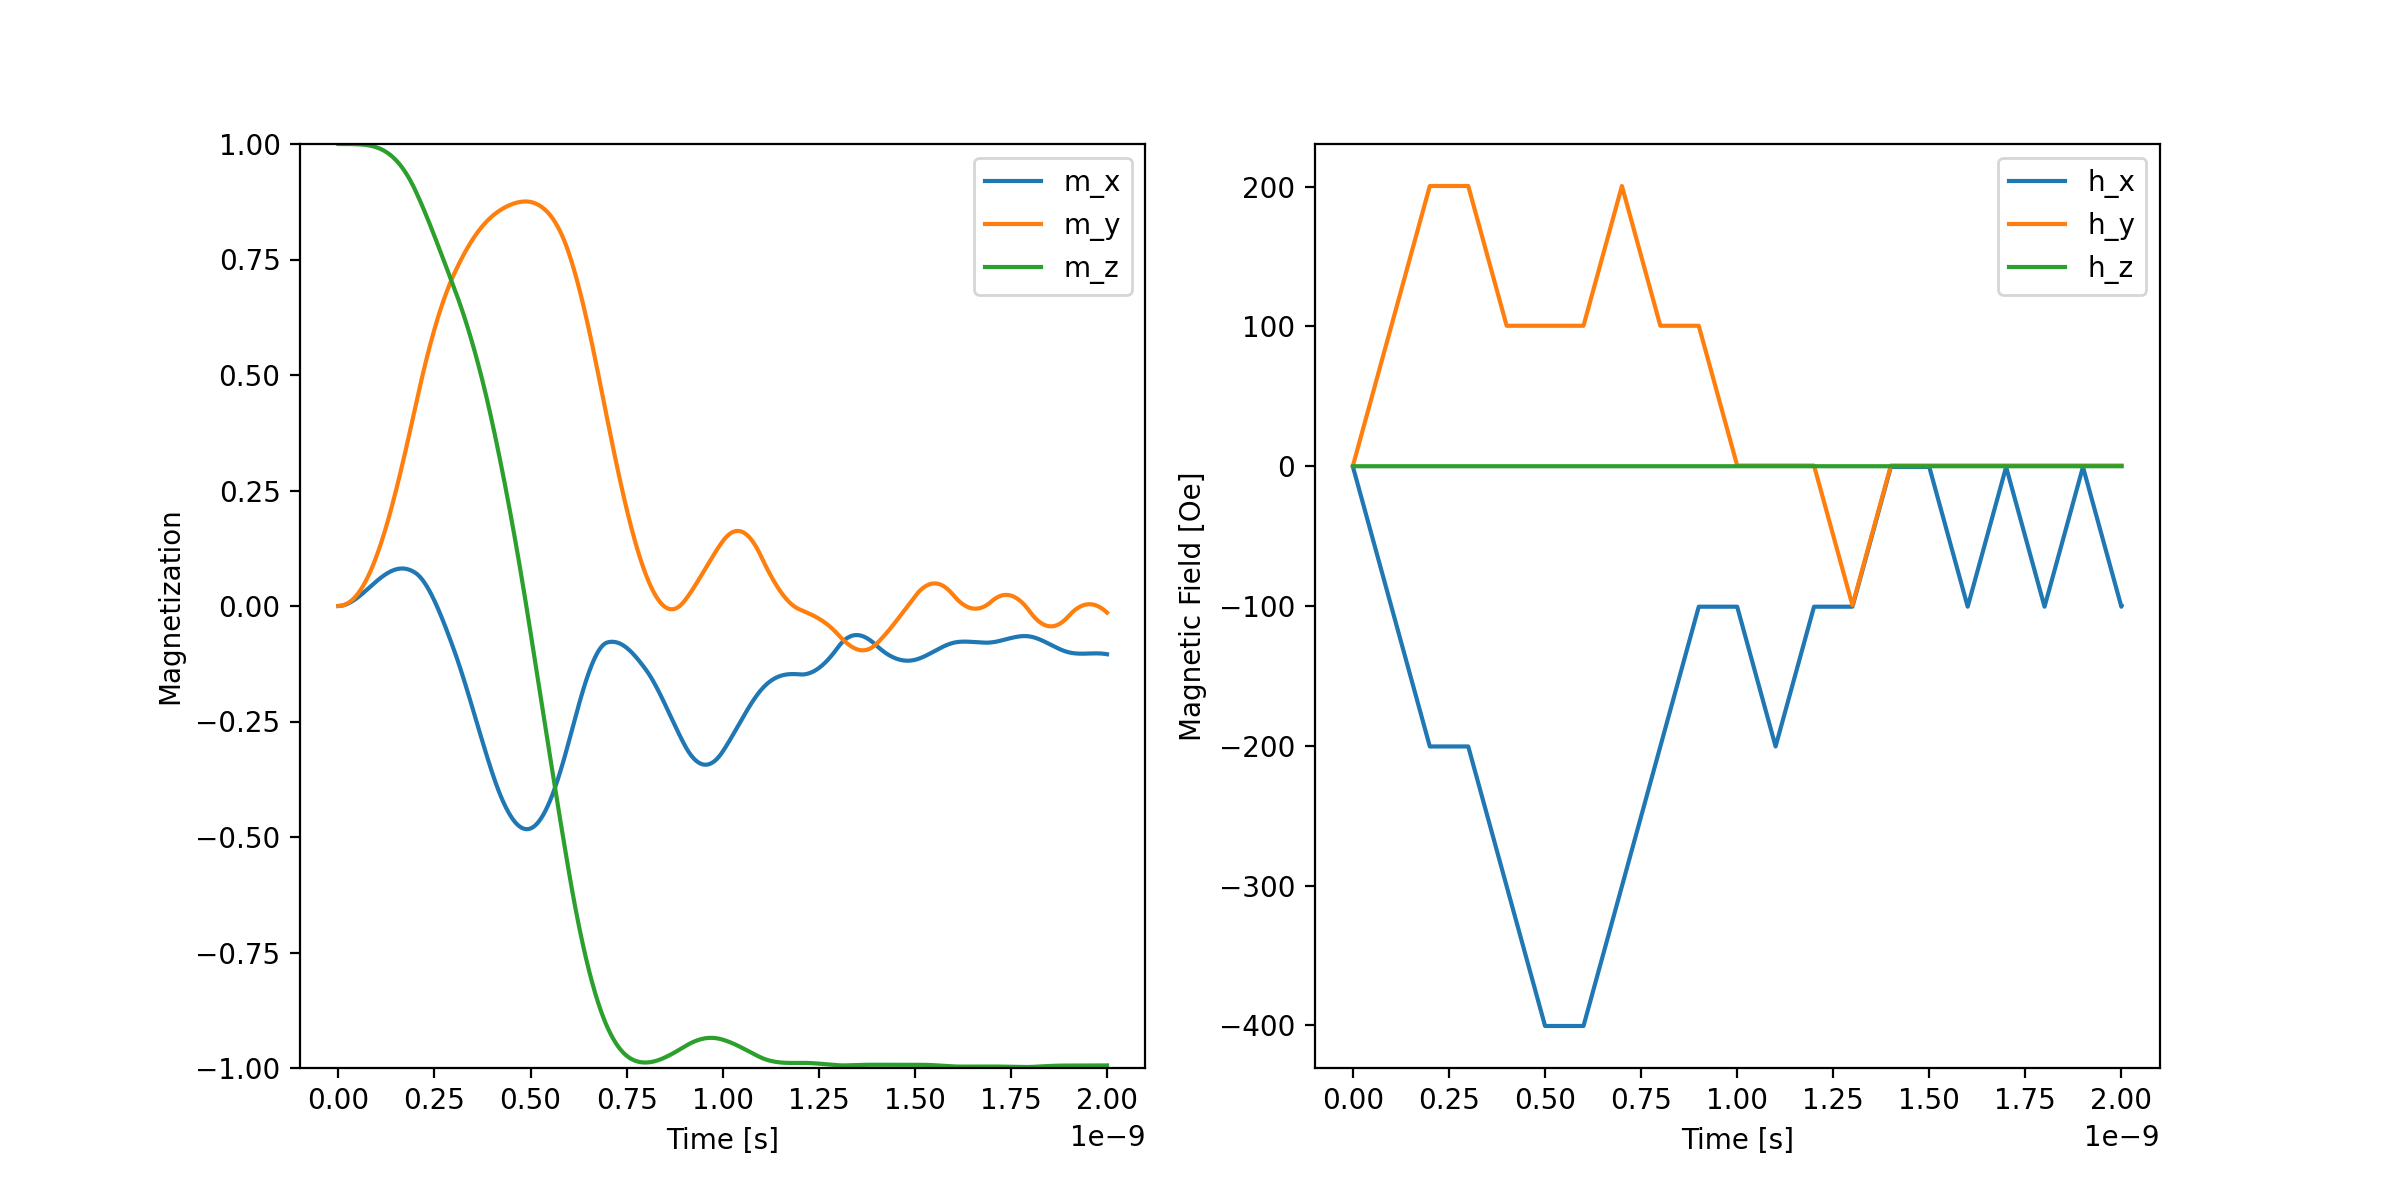 1.00
0.75
0.50
0.25
0.00
−0.25
−0.50
−0.75
−1.00
Magnetization
0.00 0.25 0.50 0.75 1.00 1.25 1.50 1.75 2.00
Time [s]
1e−9
m_x
m_y
m_z
200
100
0
−100
−200
−300
−400
Magnetic Field [Oe]
0.00 0.25 0.50 0.75 1.00 1.25 1.50 1.75 2.00
Time [s]
1e−9
h_x
h_y
h_z